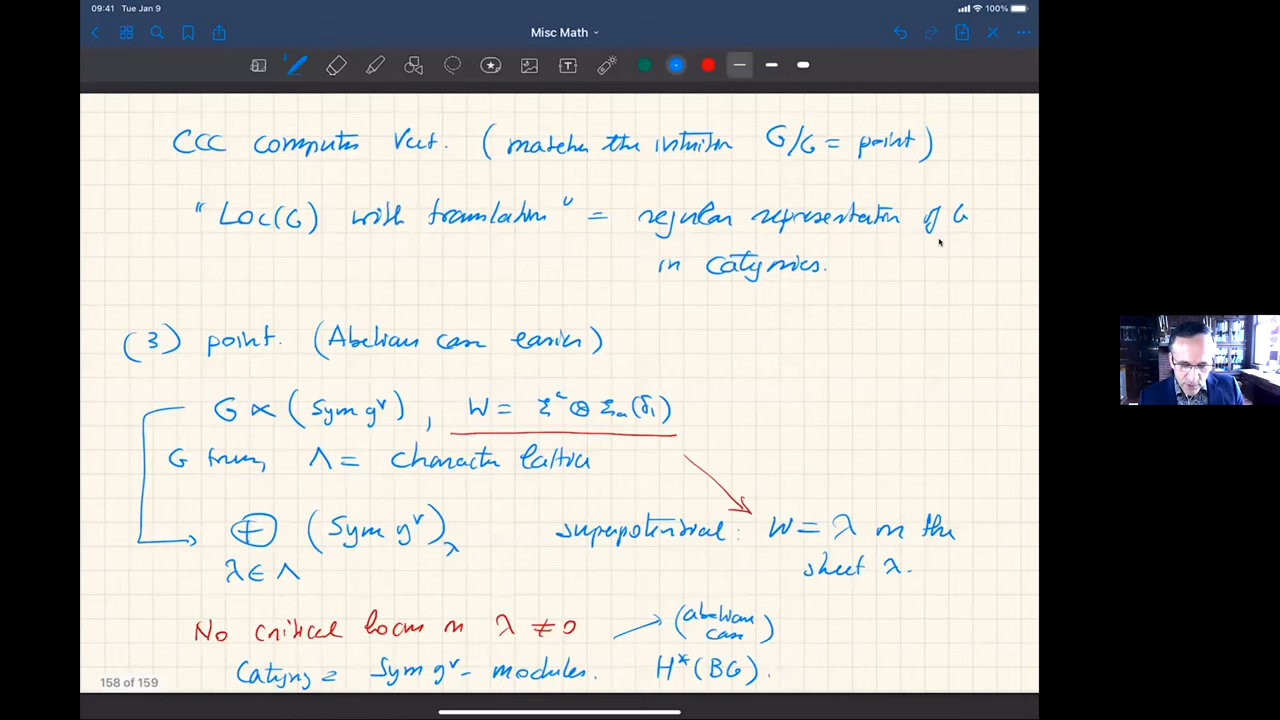 09:41 Tue Jan 9
100%
Misc Math
CCC computes Vect. (matches the intuition G/G = point)
"Loc(G) with translation" = regular representation of G
in categories.
(3) point. (Abelian case easier)
G ⋉ (Sym g^v), W = ξ^a ⊗ ξ_a(δ_1)
G torus, Λ = character lattice
⊕ (Sym g^v)_λ superpotential: W = λ on the
λ ∈ Λ sheet λ.
No critical locus on λ ≠ 0 (abelian
case)
Category = Sym g^v - modules. H*(BG).
158 of 159